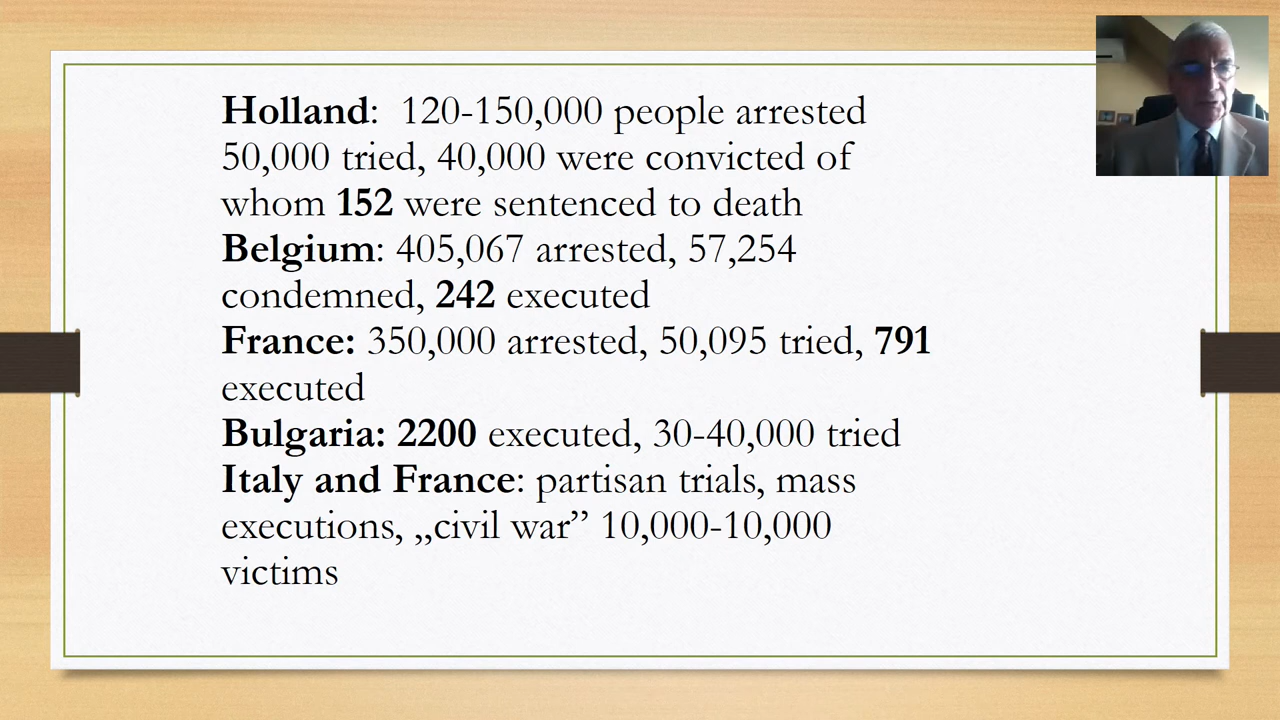 Holland:  120-150,000 people arrested
50,000 tried, 40,000 were convicted of
whom 152 were sentenced to death
Belgium: 405,067 arrested, 57,254
condemned, 242 executed
France: 350,000 arrested, 50,095 tried, 791
executed
Bulgaria: 2200 executed, 30-40,000 tried
Italy and France: partisan trials, mass
executions, „civil war” 10,000-10,000
victims